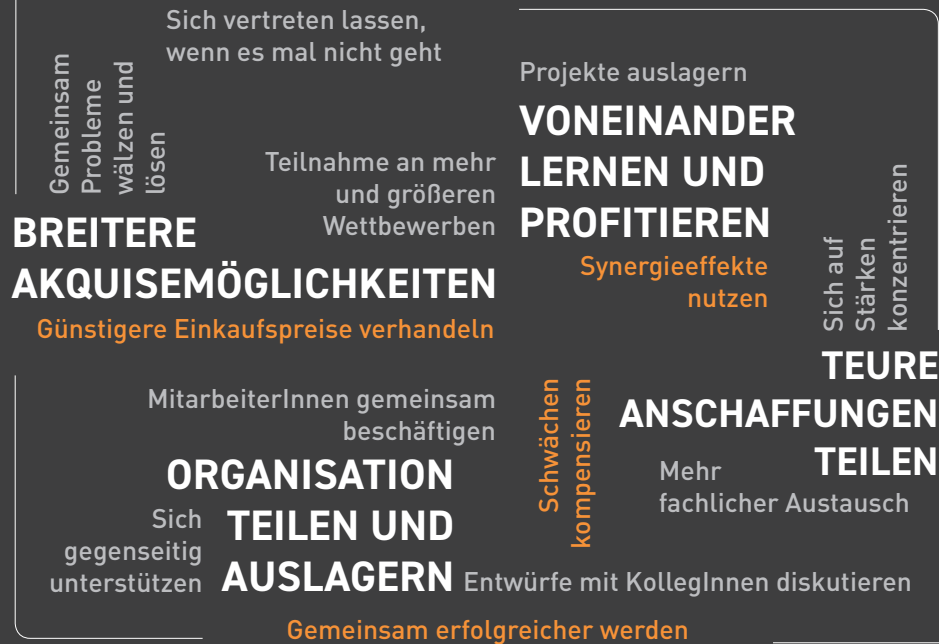 Sich vertreten lassen,
wenn es mal nicht geht
Gemeinsam
Probleme
wälzen und
lösen
Projekte auslagern
VONEINANDER
LERNEN UND
PROFITIEREN
Teilnahme an mehr
und größeren
Wettbewerben
BREITERE
AKQUISEMÖGLICHKEITEN
Günstigere Einkaufspreise verhandeln
Synergieeffekte
nutzen
Sich auf
Stärken
konzentrieren
TEURE
ANSCHAFFUNGEN
TEILEN
MitarbeiterInnen gemeinsam
beschäftigen
Schwächen
kompensieren
Mehr
fachlicher Austausch
ORGANISATION
TEILEN UND
AUSLAGERN
Sich
gegenseitig
unterstützen
Entwürfe mit KollegInnen diskutieren
Gemeinsam erfolgreicher werden